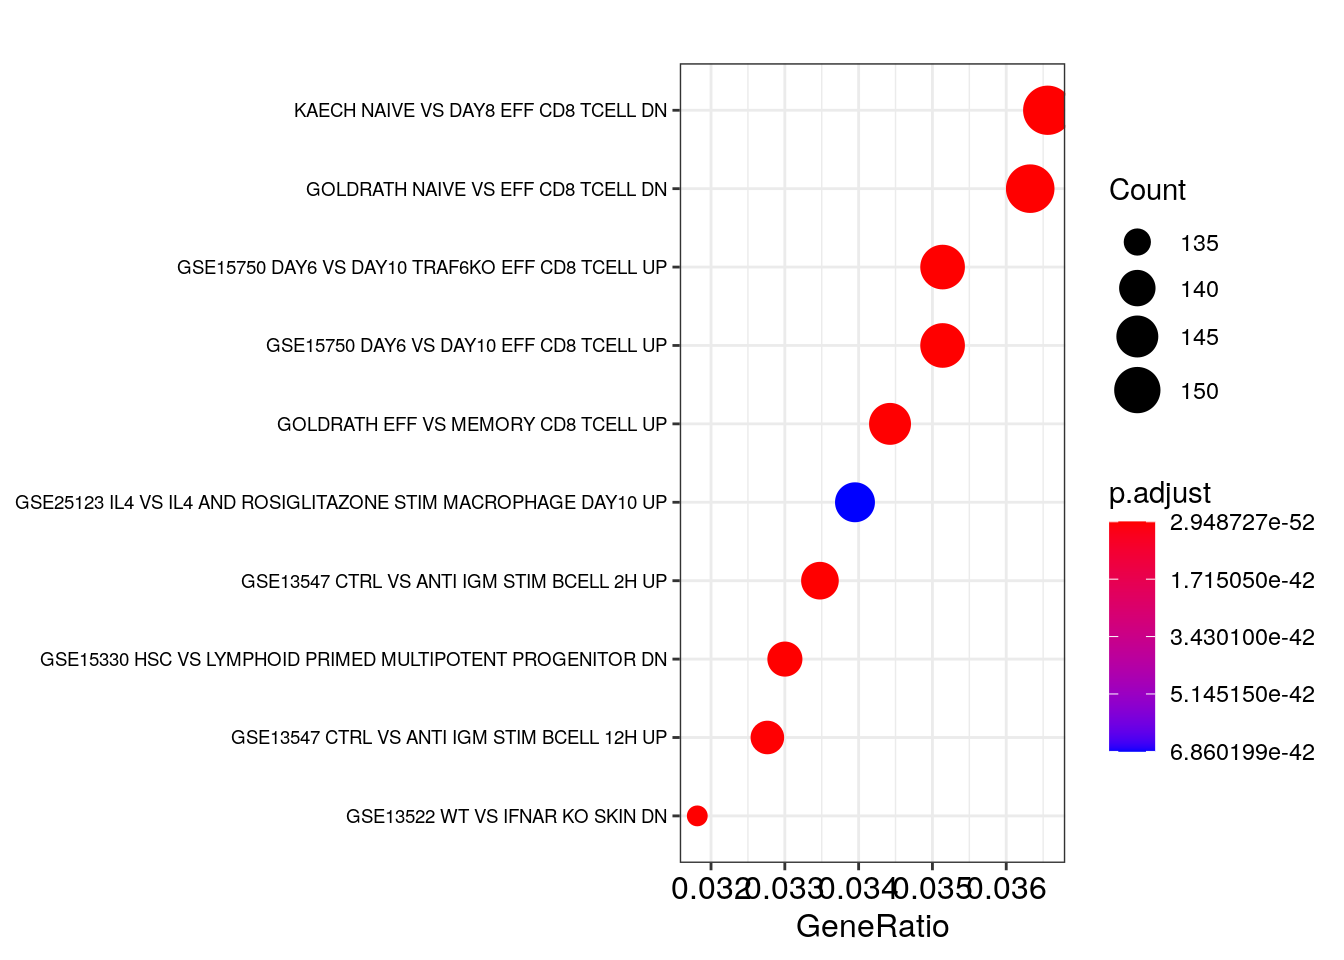 KAECH NAIVE VS DAY8 EFF CD8 TCELL DN
GOLDRATH NAIVE VS EFF CD8 TCELL DN
GSE15750 DAY6 VS DAY10 TRAF6KO EFF CD8 TCELL UP
GSE15750 DAY6 VS DAY10 EFF CD8 TCELL UP
GOLDRATH EFF VS MEMORY CD8 TCELL UP
GSE25123 IL4 VS IL4 AND ROSIGLITAZONE STIM MACROPHAGE DAY10 UP
GSE13547 CTRL VS ANTI IGM STIM BCELL 2H UP
GSE15330 HSC VS LYMPHOID PRIMED MULTIPOTENT PROGENITOR DN
GSE13547 CTRL VS ANTI IGM STIM BCELL 12H UP
GSE13522 WT VS IFNAR KO SKIN DN
0.032 0.033 0.034 0.035 0.036
GeneRatio
Count
135
140
145
150
p.adjust
2.948727e-52
1.715050e-42
3.430100e-42
5.145150e-42
6.860199e-42